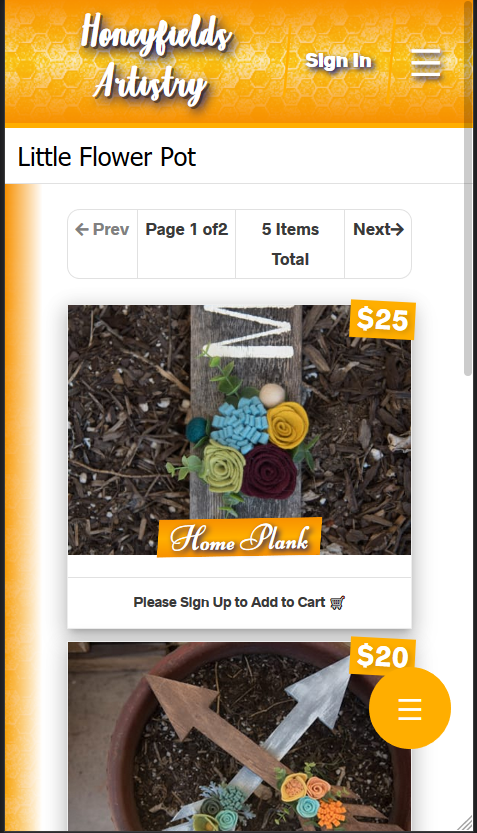 Honeyfields
Artistry
Sign In
Little Flower Pot
← Prev
Page 1 of2
5 Items
Total
Next→
$25
M
Home Plank
Please Sign Up to Add to Cart 🛒
$20